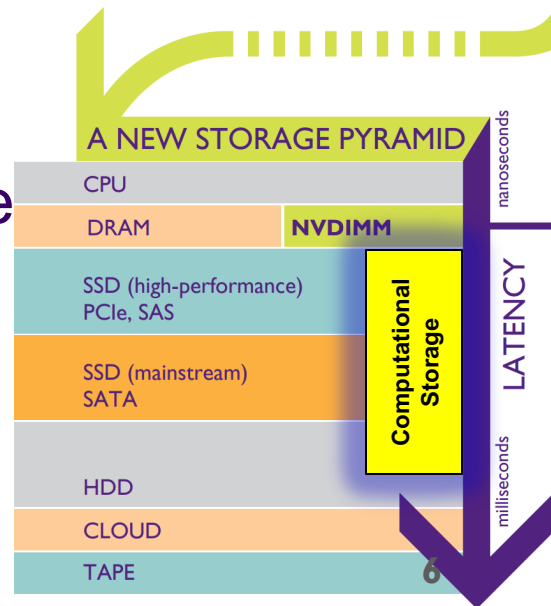 A NEW STORAGE PYRAMID
nanoseconds
CPU
e
DRAM
NVDIMM
SSD (high-performance)
PCIe, SAS
Computational
Storage
LATENCY
SSD (mainstream)
SATA
HDD
milliseconds
CLOUD
TAPE
6